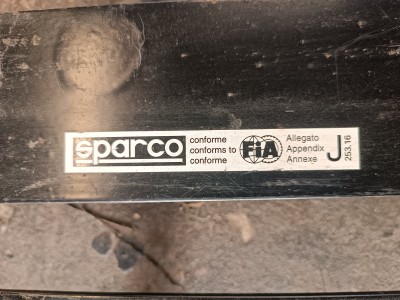 sparco
conforme
conforms to
conforme
FiA
Allegato
Appendix
Annexe
J
253.16